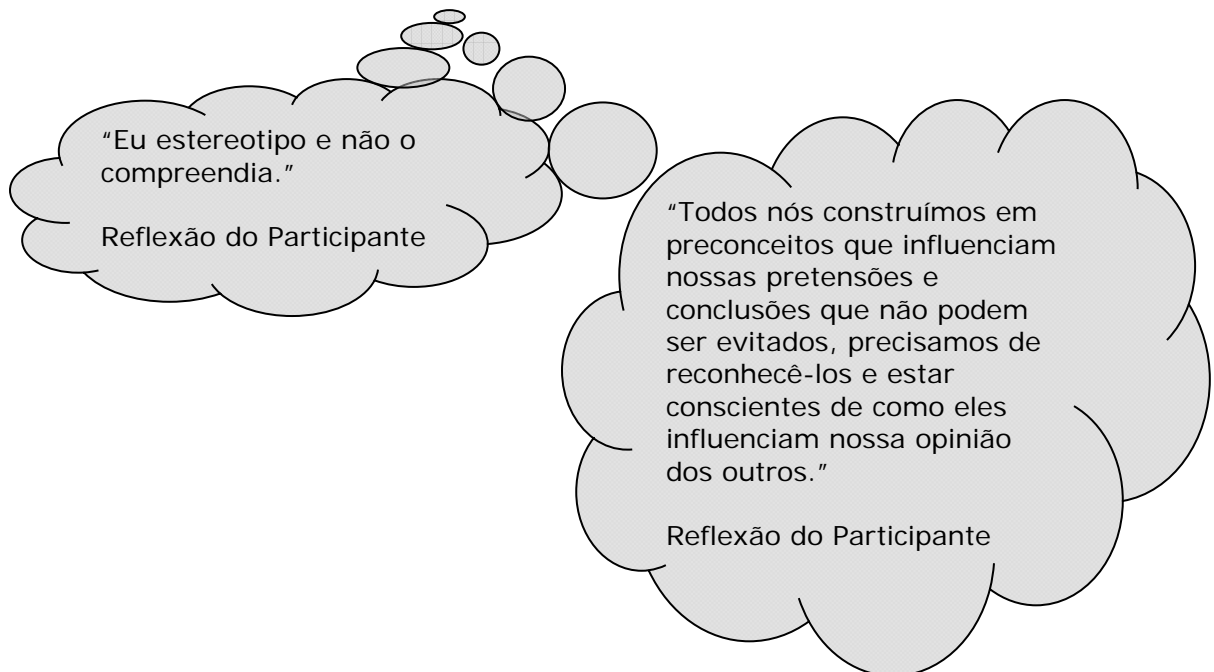 “Eu estereotipo e não o
compreendia.”
Reflexão do Participante
“Todos nós construímos em
preconceitos que influenciam
nossas pretensões e
conclusões que não podem
ser evitados, precisamos de
reconhecê-los e estar
conscientes de como eles
influenciam nossa opinião
dos outros.”
Reflexão do Participante